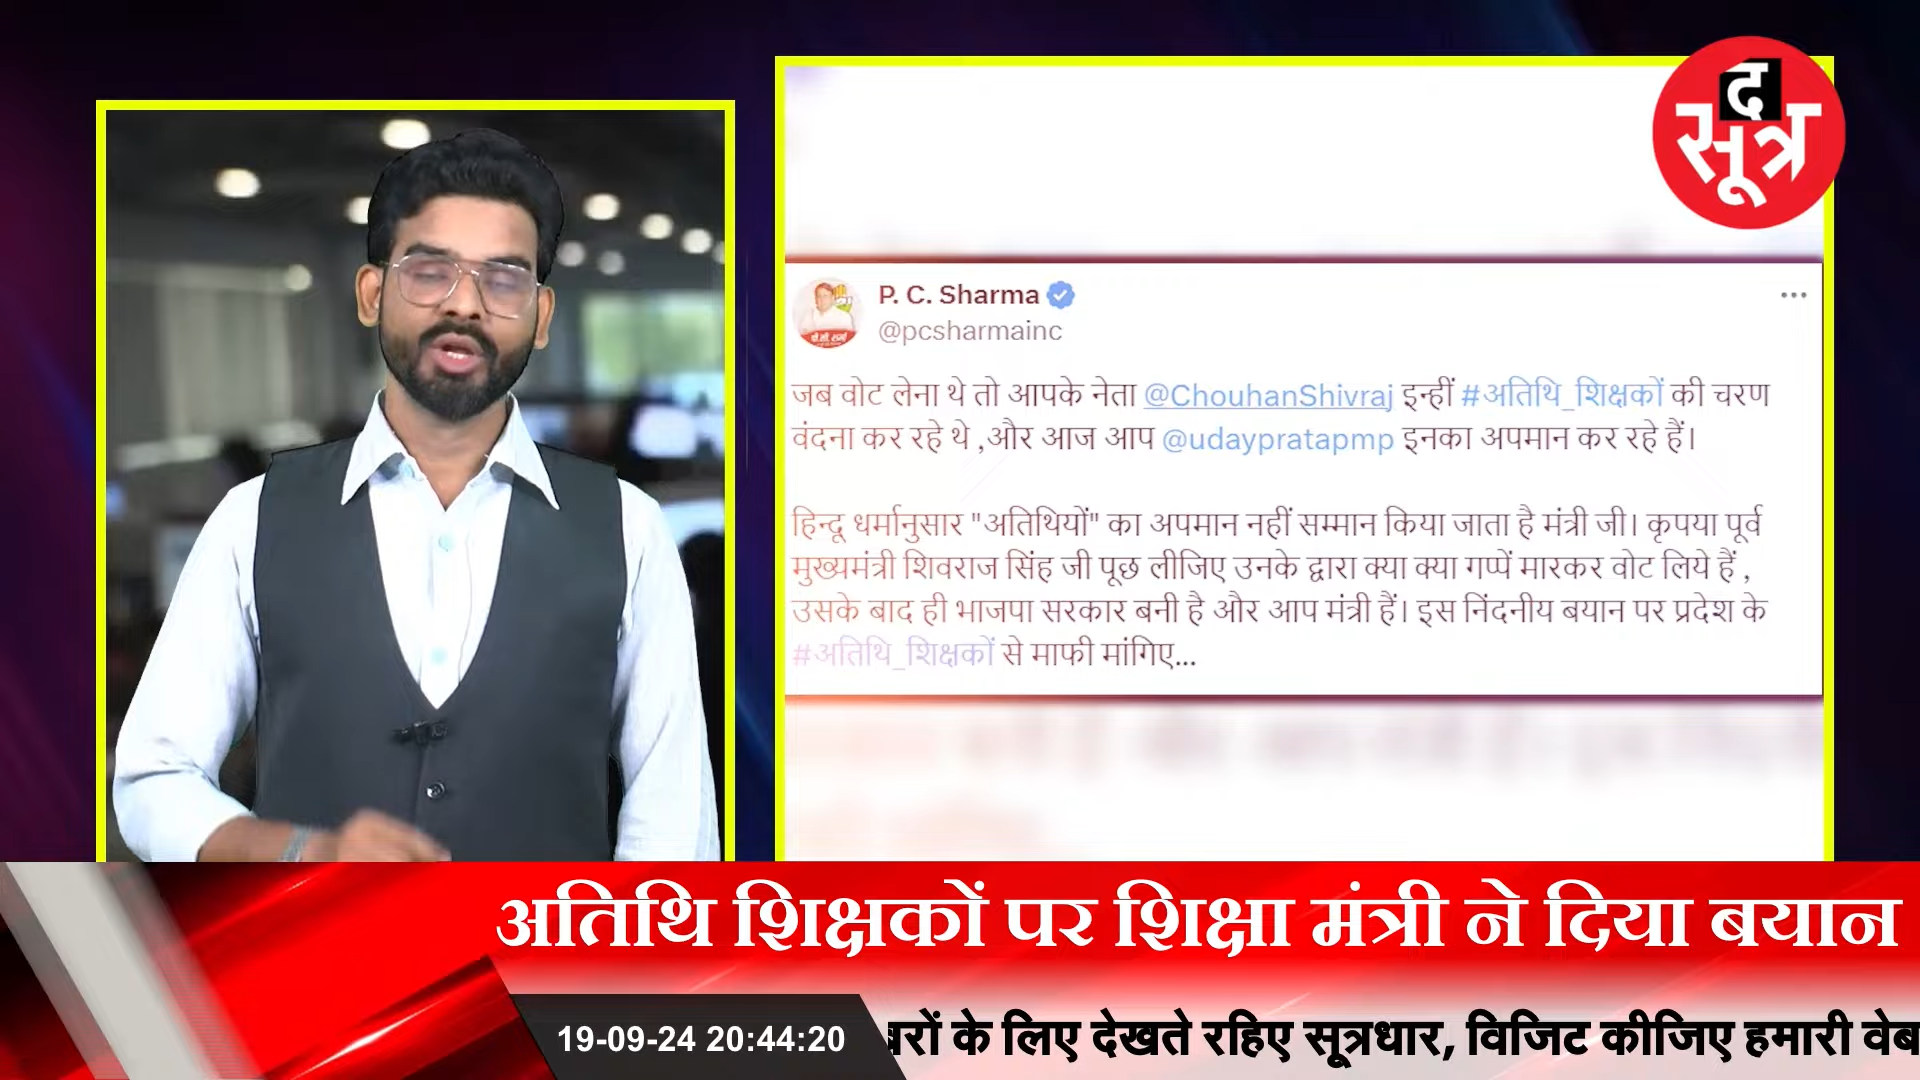 द
सूत्र
P. C. Sharma
@pcsharmainc
जब वोट लेना थे तो आपके नेता @ChouhanShivraj इन्हीं #अतिथि_शिक्षकों की चरण
वंदना कर रहे थे ,और आज आप @udaypratapmp इनका अपमान कर रहे हैं।
हिन्दू धर्मानुसार "अतिथियों" का अपमान नहीं सम्मान किया जाता है मंत्री जी। कृपया पूर्व
मुख्यमंत्री शिवराज सिंह जी पूछ लीजिए उनके द्वारा क्या क्या गप्पें मारकर वोट लिये हैं ,
उसके बाद ही भाजपा सरकार बनी है और आप मंत्री हैं। इस निंदनीय बयान पर प्रदेश के
#अतिथि_शिक्षकों से माफी मांगिए...
अतिथि शिक्षकों पर शिक्षा मंत्री ने दिया बयान
19-09-24 20:44:20
के लिए देखते रहिए सूत्रधार, विजिट कीजिए हमारी